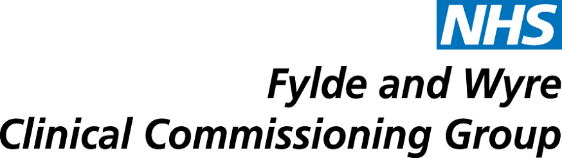 NHS
Fylde and Wyre
Clinical Commissioning Group